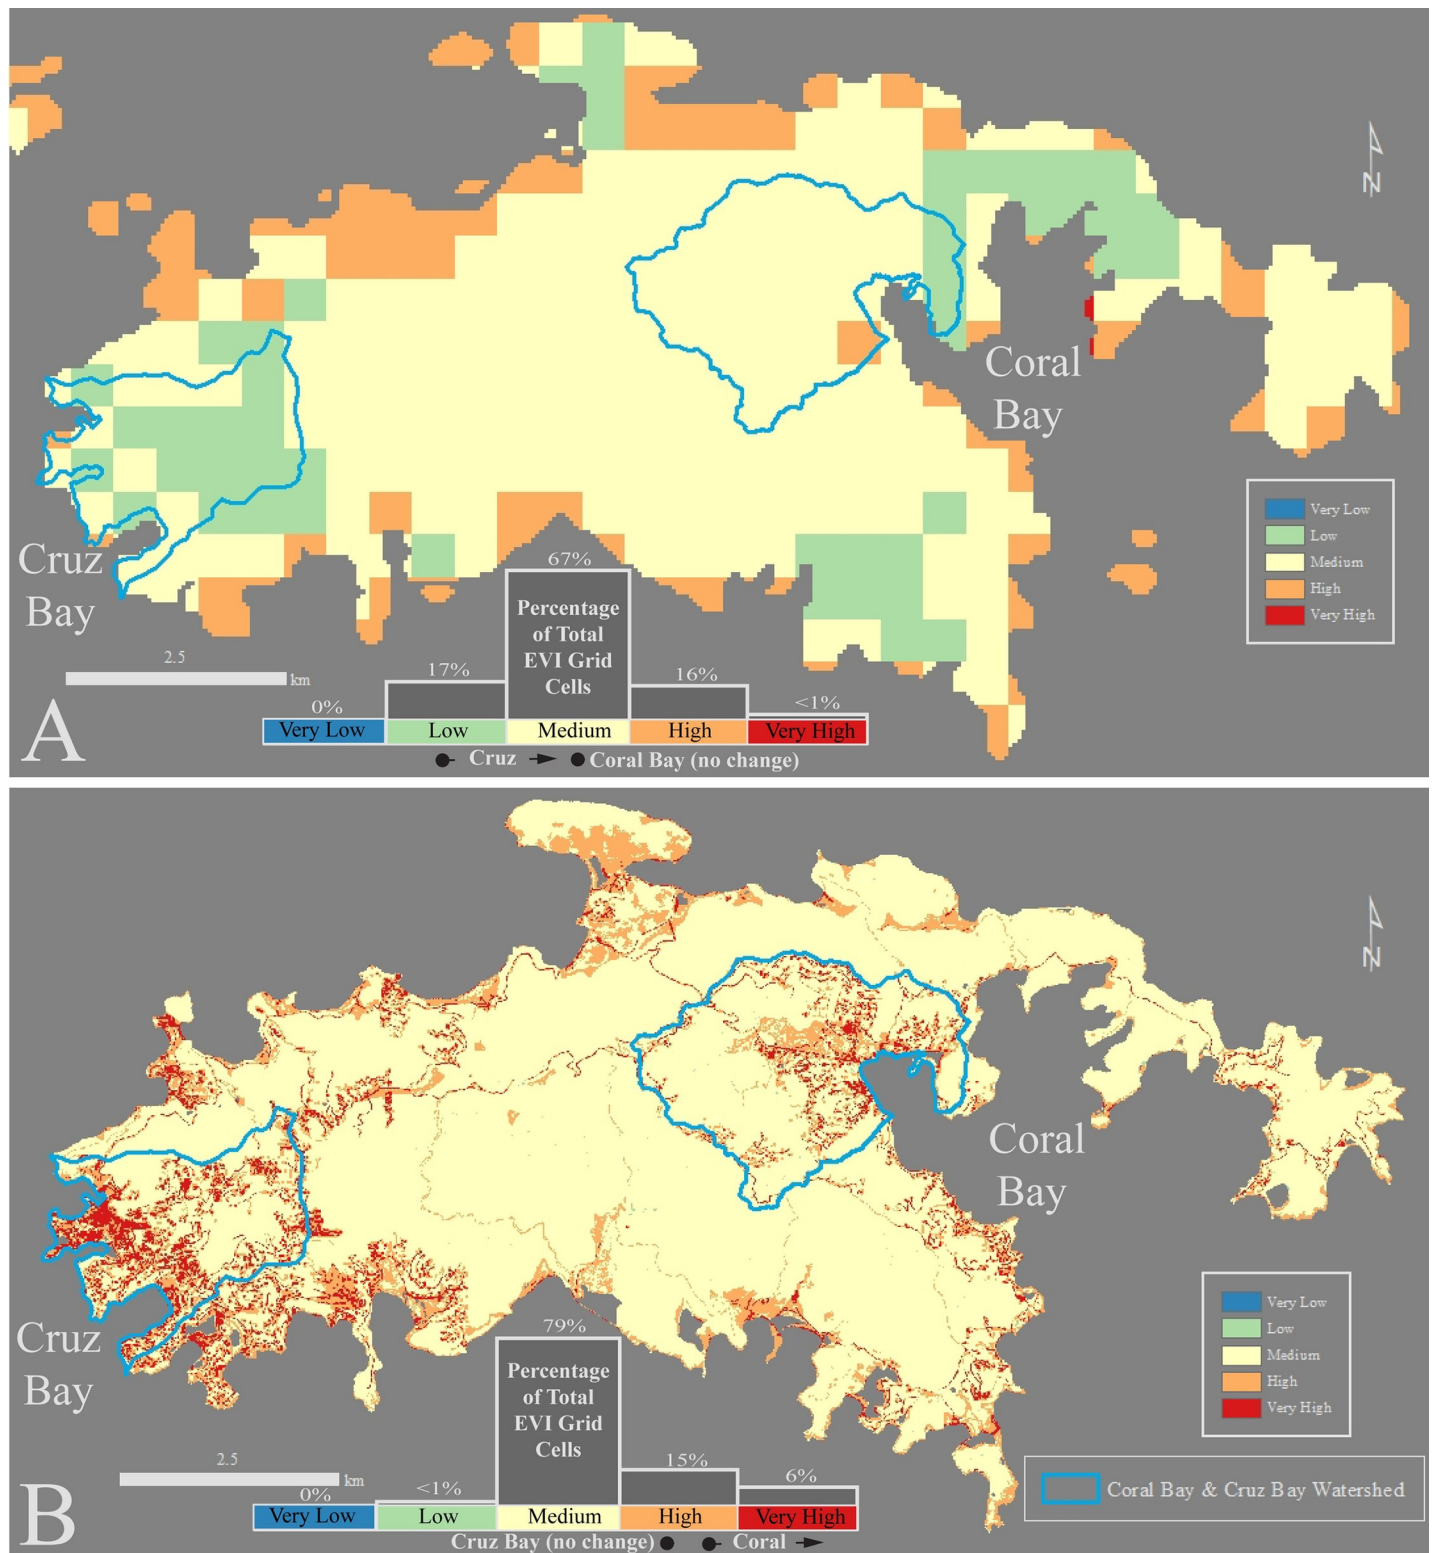 N
Coral
Bay
Very Low
Low
Medium
High
Very High
Cruz
Bay
2.5
km
67%
Percentage
of Total
EVI Grid
Cells
17%
16%
0%
<1%
Very Low Low Medium High Very High
Cruz Coral Bay (no change)
A
N
Coral
Bay
Very Low
Low
Medium
High
Very High
Cruz
Bay
2.5
km
79%
Percentage
of Total
EVI Grid
Cells
15%
6%
0%
<1%
Very Low Low Medium High Very High
Cruz Bay (no change) Coral
Coral Bay & Cruz Bay Watershed
B